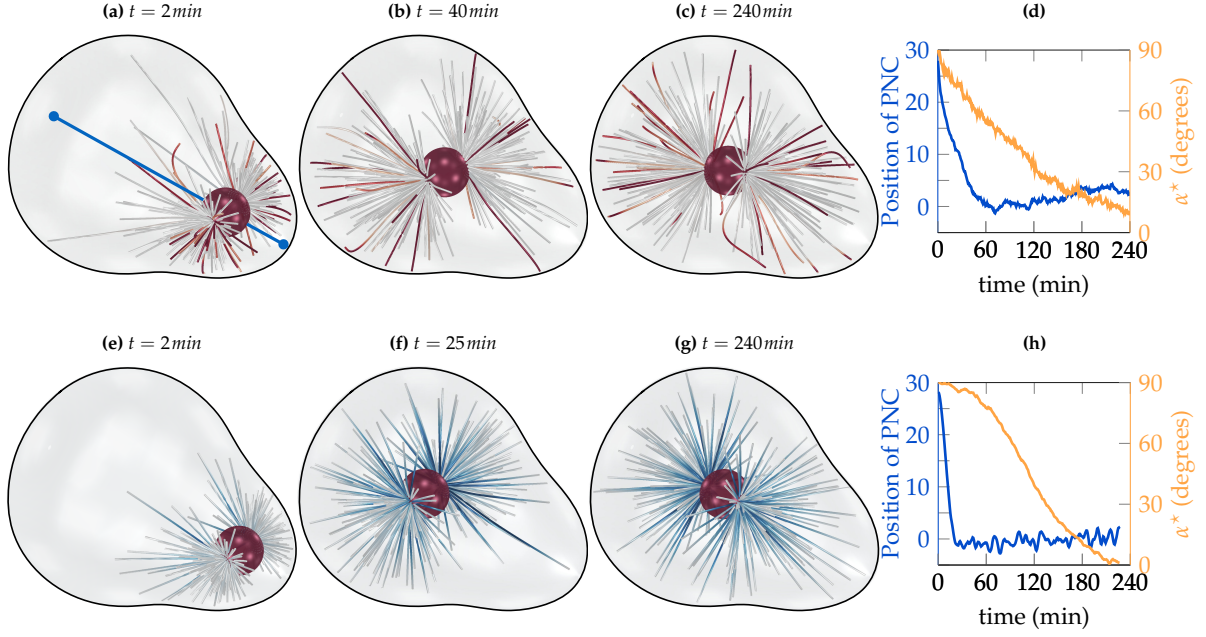 (a) t = 2min
(b) t = 40min
(c) t = 240min
(d)
30
20
10
0
Position of PNC
90
60
30
0
α* (degrees)
0 60 120 180 240
time (min)
(e) t = 2min
(f) t = 25min
(g) t = 240min
(h)
30
20
10
0
Position of PNC
90
60
30
0
α* (degrees)
0 60 120 180 240
time (min)